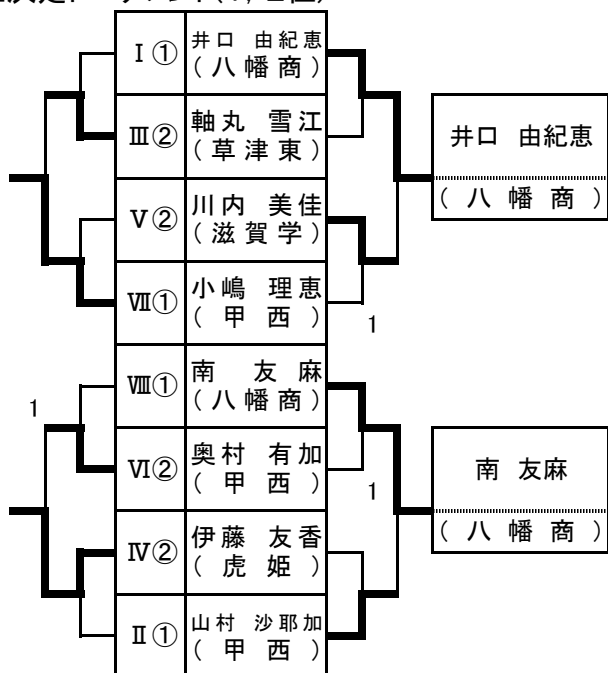 Ⅰ① 井口 由紀恵
(八幡商)
Ⅲ② 軸丸 雪江
(草津東)
井口 由紀恵
(八幡商)
Ⅴ② 川内 美佳
(滋賀学)
Ⅶ① 小嶋 理恵
(甲西)
1
Ⅷ① 南 友麻
(八幡商)
1
Ⅵ② 奥村 有加
(甲西)
1
南 友麻
(八幡商)
Ⅳ② 伊藤 友香
(虎姫)
Ⅱ① 山村 沙耶加
(甲西)